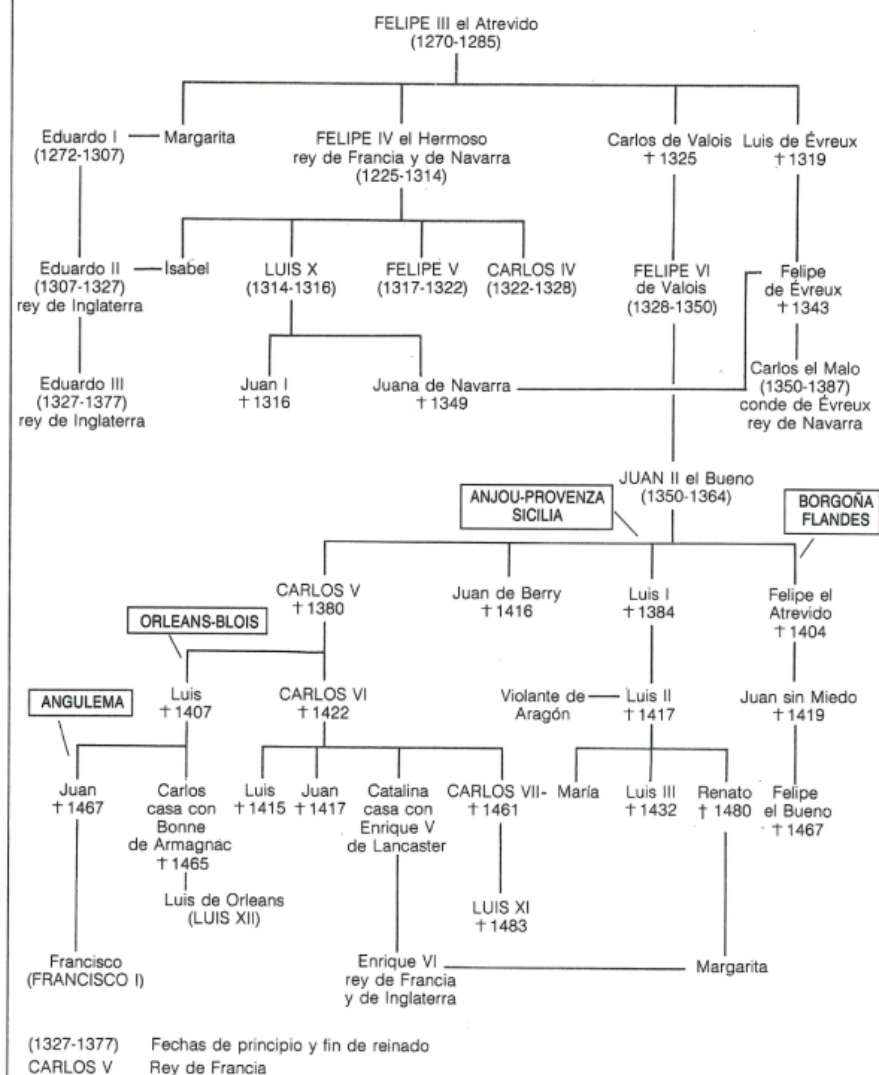 FELIPE III el Atrevido
(1270-1285)
Eduardo I
(1272-1307)
Margarita
FELIPE IV el Hermoso
rey de Francia y de Navarra
(1225-1314)
Carlos de Valois
† 1325
Luis de Évreux
† 1319
Eduardo II
(1307-1327)
rey de Inglaterra
Isabel
LUIS X
(1314-1316)
FELIPE V
(1317-1322)
CARLOS IV
(1322-1328)
FELIPE VI
de Valois
(1328-1350)
Felipe
de Évreux
† 1343
Eduardo III
(1327-1377)
rey de Inglaterra
Juan I
† 1316
Juana de Navarra
† 1349
Carlos el Malo
(1350-1387)
conde de Évreux
rey de Navarra
JUAN II el Bueno
(1350-1364)
ANJOU-PROVENZA
SICILIA
BORGOÑA
FLANDES
CARLOS V
† 1380
Juan de Berry
† 1416
Luis I
† 1384
Felipe el
Atrevido
† 1404
ORLEANS-BLOIS
ANGULEMA
Luis
† 1407
CARLOS VI
† 1422
Violante de
Aragón
Luis II
† 1417
Juan sin Miedo
† 1419
Juan
† 1467
Carlos
casa con
Bonne
de Armagnac
† 1465
Luis
† 1415
Juan
† 1417
Catalina
casa con
Enrique V
de Lancaster
CARLOS VII-
† 1461
María
Luis III
† 1432
Renato
† 1480
Felipe
el Bueno
† 1467
Luis de Orleans
(LUIS XII)
LUIS XI
† 1483
Francisco
(FRANCISCO I)
Enrique VI
rey de Francia
y de Inglaterra
Margarita
(1327-1377) Fechas de principio y fin de reinado
CARLOS V Rey de Francia